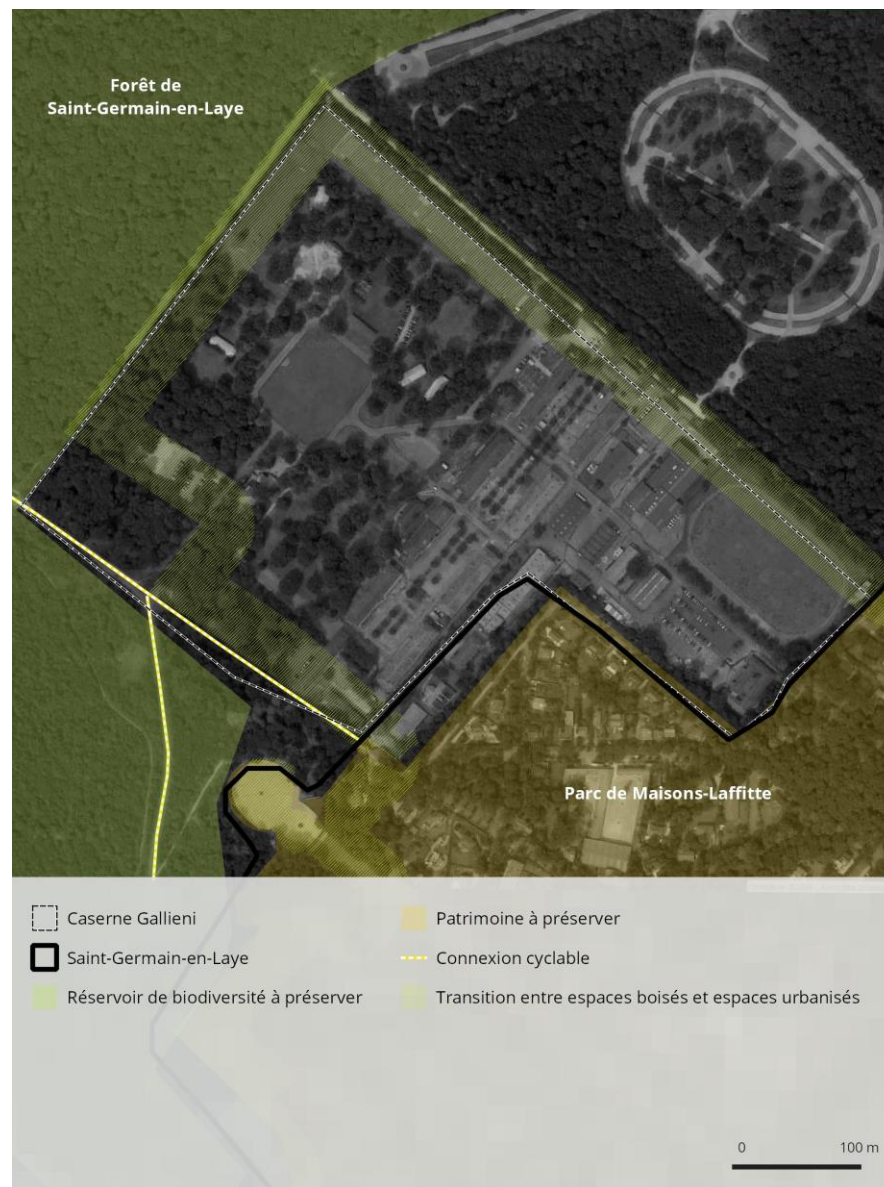 Forêt de
Saint-Germain-en-Laye
Parc de Maisons-Laffitte
Caserne Gallieni
Patrimoine à préserver
Saint-Germain-en-Laye
Connexion cyclable
Réservoir de biodiversité à préserver
Transition entre espaces boisés et espaces urbanisés
0 100 m